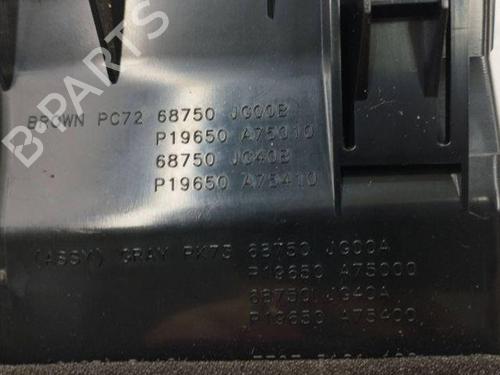 B-PARTS
BROWN PC72 68750 JG00B
P19650 A75010
68750 JG40B
P19650 A75410
(ASSY) GRAY PK73 68750 JG00A
P19650 A75000
68750 JG40A
P19650 A75400